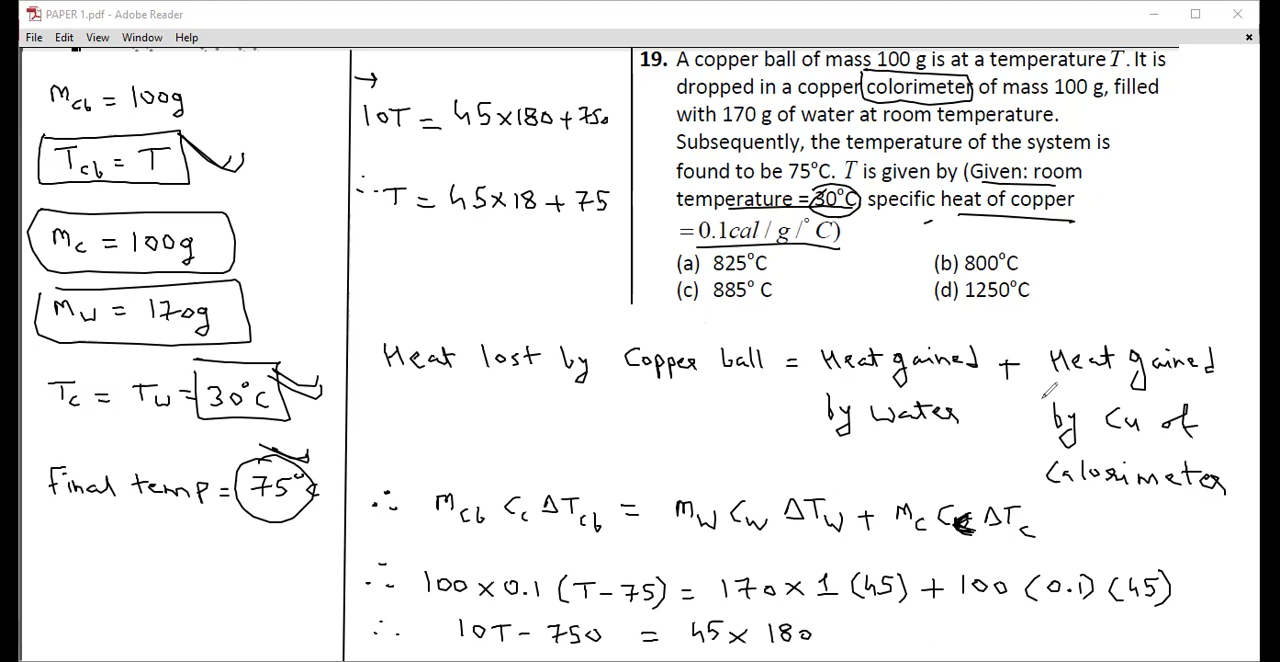 PAPER 1.pdf - Adobe Reader
File Edit View Window Help
M_cb = 100g
T_cb = T
M_c = 100g
M_w = 170g
T_c = T_w = 30°C
Final temp = 75°c
→
10T = 45×180+750
∴ T = 45×18 + 75
19. A copper ball of mass 100 g is at a temperature T. It is
dropped in a copper colorimeter of mass 100 g, filled
with 170 g of water at room temperature.
Subsequently, the temperature of the system is
found to be 75°C. T is given by (Given: room
temperature = 30°C, specific heat of copper
= 0.1cal / g /° C)
(a) 825°C (b) 800°C
(c) 885° C (d) 1250°C
Heat lost by Copper ball = Heat gained + Heat gained
by water by Cu of
Calorimeter
∴ M_cb C_c ΔT_cb = M_w C_w ΔT_w + M_c C_c ΔT_c
∴ 100 × 0.1 (T-75) = 170 × 1 (45) + 100 (0.1) (45)
∴ 10T - 750 = 45 × 180